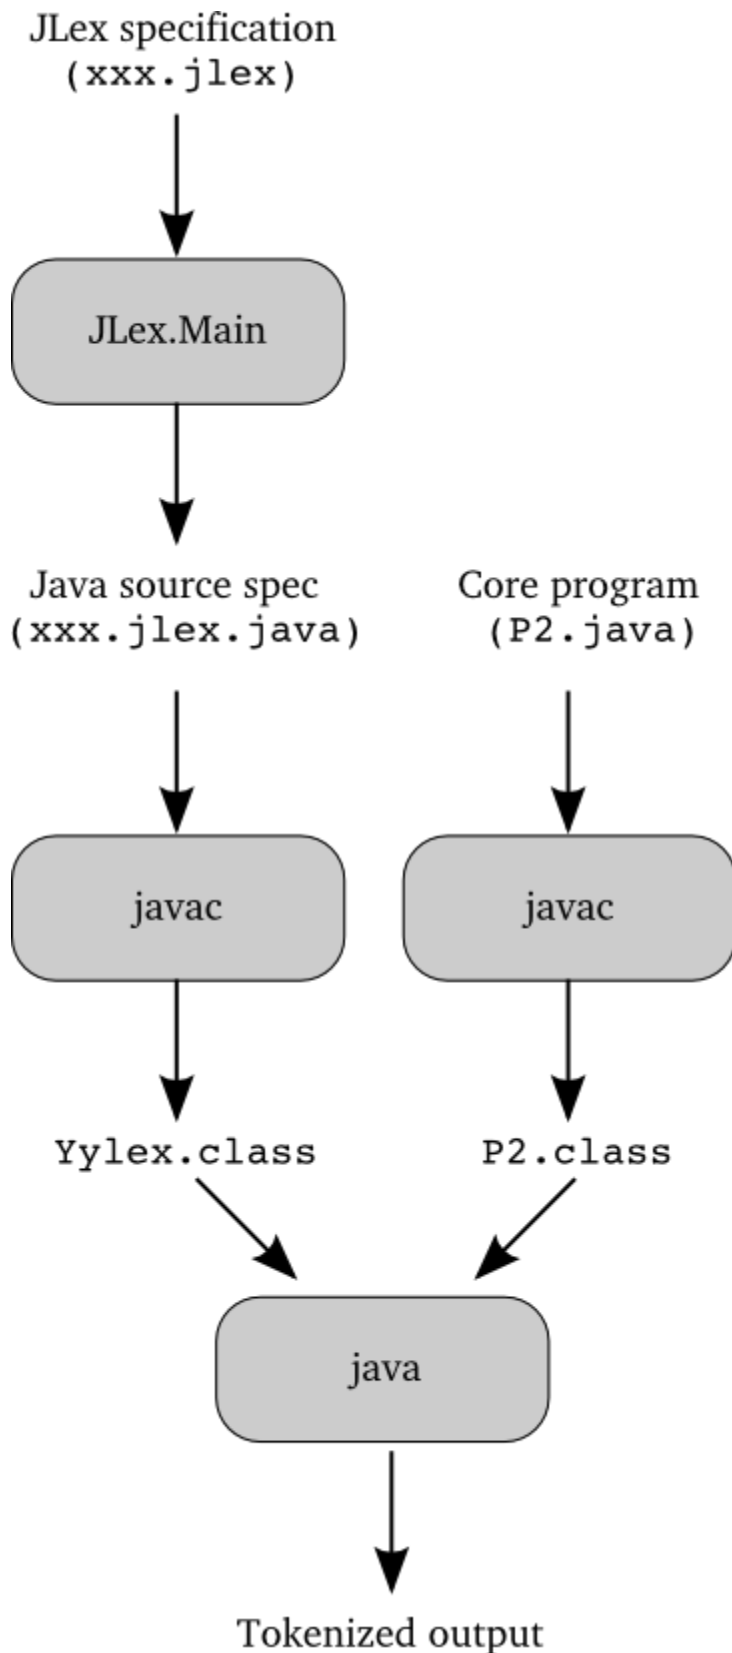 JLex specification
(xxx.jlex)
JLex.Main
Java source spec
(xxx.jlex.java)
Core program
(P2.java)
javac
javac
Yylex.class
P2.class
java
Tokenized output